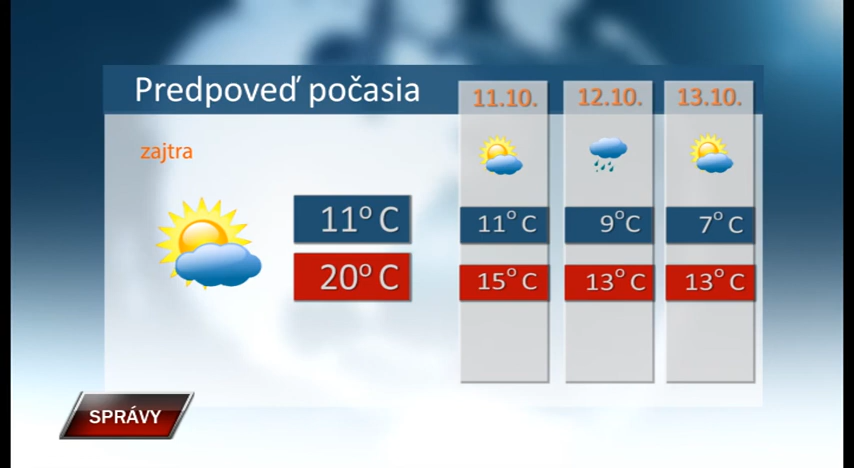 Predpoveď počasia
zajtra
11° C
20° C
11.10.
11° C
15° C
12.10.
9°C
13° C
13.10.
7° C
13° C
SPRÁVY